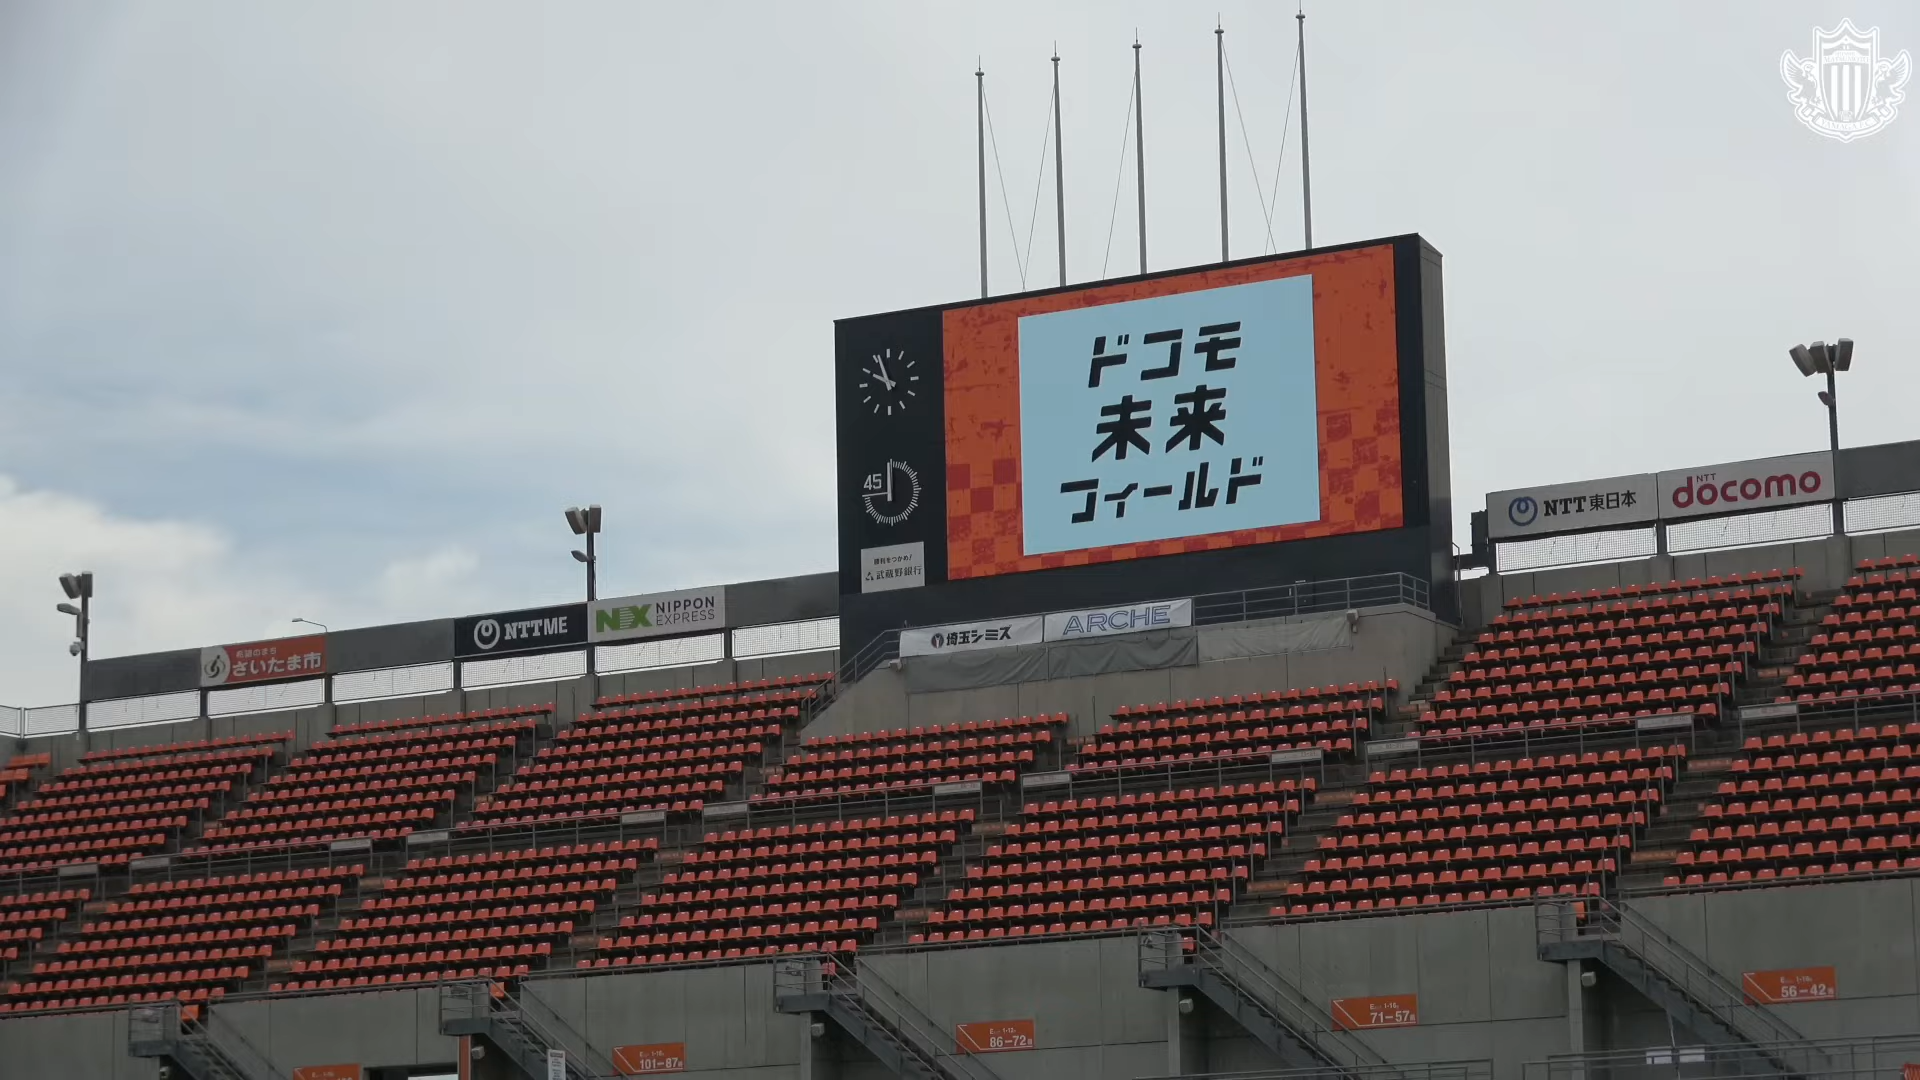 ドコモ
未来
フィールド
45
勝利をつかめ!
武蔵野銀行
NTT東日本
NTT
docomo
NTTME
NX NIPPON
EXPRESS
さいたま市
埼玉シミズ
ARCHE
56-42
71-57
86-72
101-87